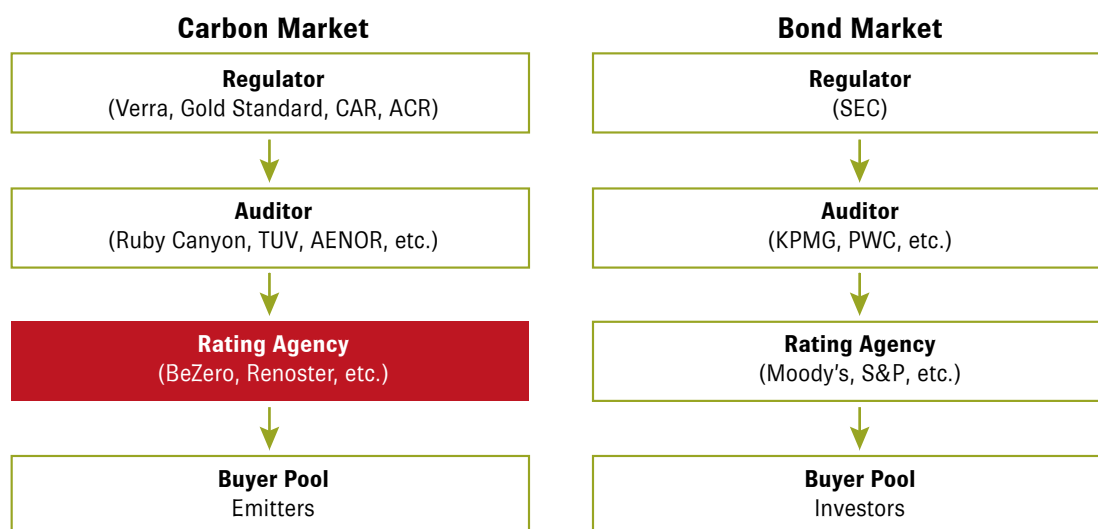 Carbon Market
Regulator
(Verra, Gold Standard, CAR, ACR)
Auditor
(Ruby Canyon, TUV, AENOR, etc.)
Rating Agency
(BeZero, Renoster, etc.)
Buyer Pool
Emitters
Bond Market
Regulator
(SEC)
Auditor
(KPMG, PWC, etc.)
Rating Agency
(Moody's, S&P, etc.)
Buyer Pool
Investors